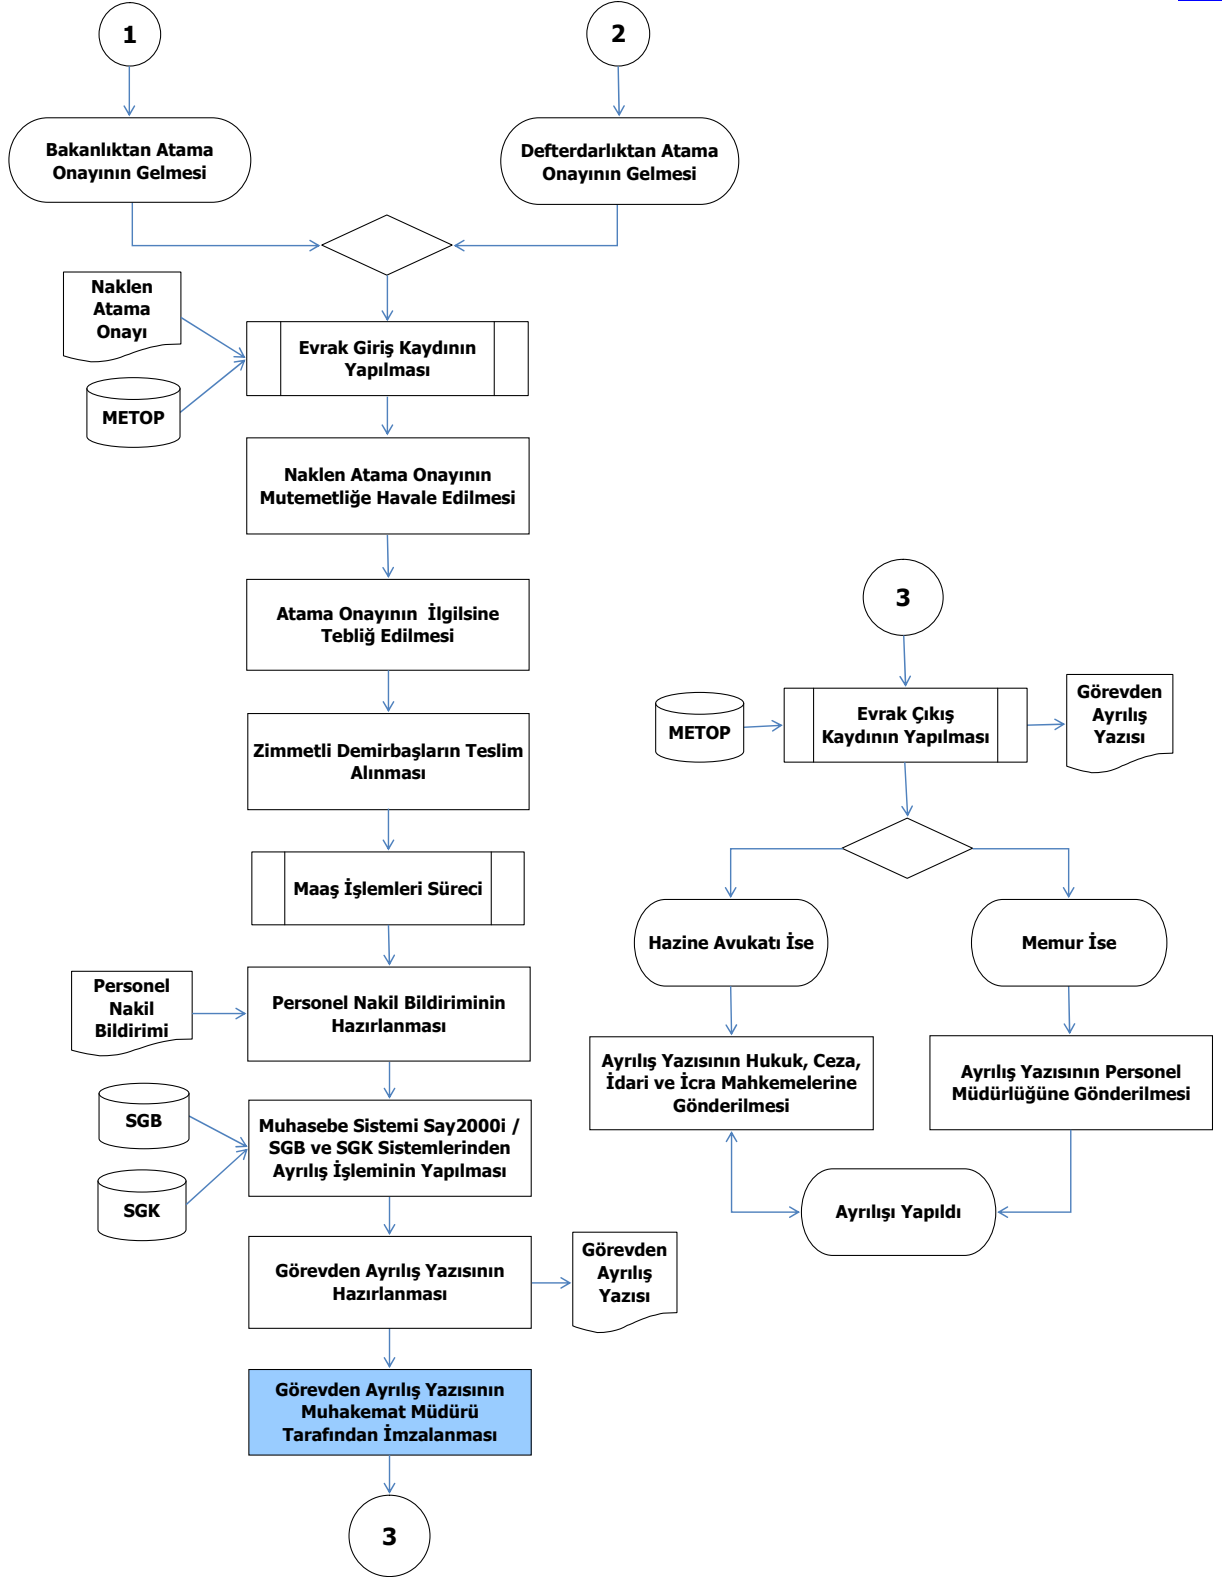 1
2
Bakanlıktan Atama
Onayının Gelmesi
Defterdarlıktan Atama
Onayının Gelmesi
Naklen
Atama
Onayı
METOP
Evrak Giriş Kaydının
Yapılması
Naklen Atama Onayının
Mutemetliğe Havale Edilmesi
Atama Onayının İlgilsine
Tebliğ Edilmesi
Zimmetli Demirbaşların Teslim
Alınması
Maaş İşlemleri Süreci
Personel
Nakil
Bildirimi
Personel Nakil Bildiriminin
Hazırlanması
SGB
SGK
Muhasebe Sistemi Say2000i /
SGB ve SGK Sistemlerinden
Ayrılış İşleminin Yapılması
Görevden Ayrılış Yazısının
Hazırlanması
Görevden
Ayrılış
Yazısı
Görevden Ayrılış Yazısının
Muhakemat Müdürü
Tarafından İmzalanması
3
3
METOP
Evrak Çıkış
Kaydının Yapılması
Görevden
Ayrılış
Yazısı
Hazine Avukatı İse
Memur İse
Ayrılış Yazısının Hukuk, Ceza,
İdari ve İcra Mahkemelerine
Gönderilmesi
Ayrılış Yazısının Personel
Müdürlüğüne Gönderilmesi
Ayrılışı Yapıldı